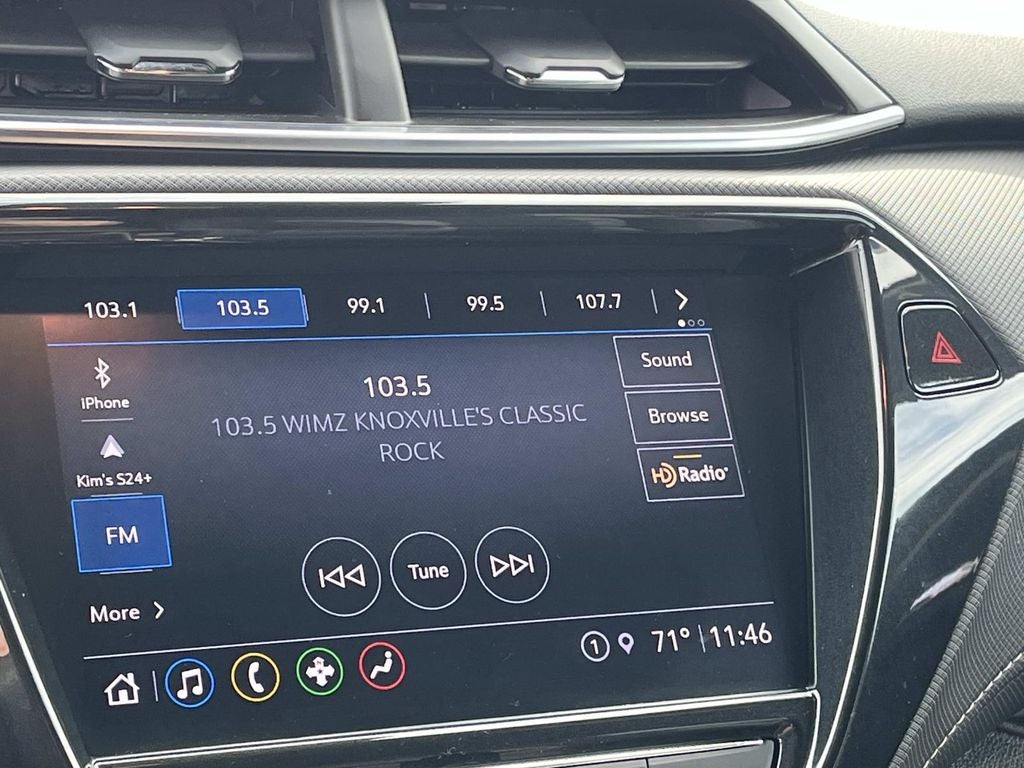 103.1 103.5 99.1 99.5 107.7
iPhone
Kim's S24+
FM
More
103.5
103.5 WIMZ KNOXVILLE'S CLASSIC
ROCK
Tune
Sound
Browse
HD Radio
1 71° 11:46